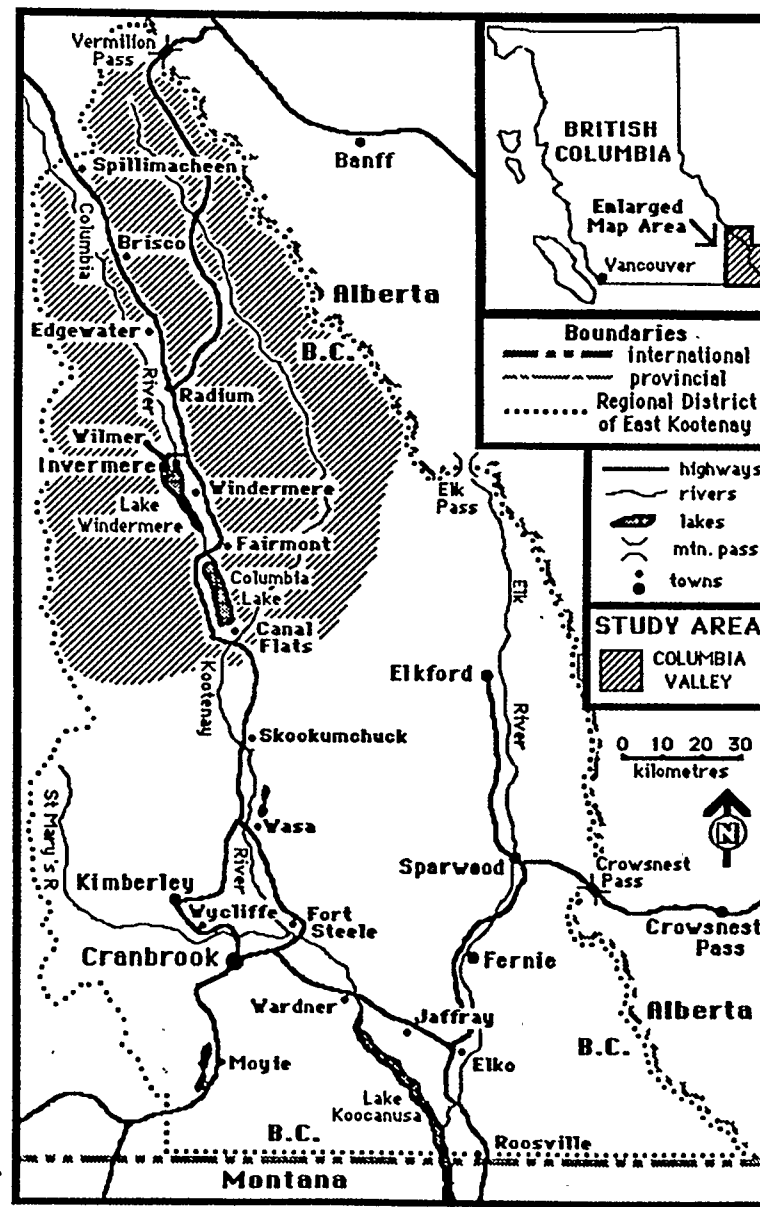 Vermilion
Pass
Banff
Spillimacheen
Columbia
Brisco
Alberta
B.C.
Edgewater
River
Radium
Wilmer
Invermere
Windermere
Lake
Windermere
Fairmont
Columbia
Lake
Canal
Flats
Kootenay
Elk
Pass
Elk
River
Elkford
Skookumchuck
St Mary's R
Wasa
River
Kimberley
Wycliffe
Fort
Steele
Cranbrook
Sparwood
Crowsnest
Pass
Crowsnest
Pass
Fernie
Wardner
Jaffray
Alberta
B.C.
Elko
Moyie
Lake
Koocanusa
B.C.
Roosville
Montana
BRITISH
COLUMBIA
Enlarged
Map Area
Vancouver
Boundaries
international
provincial
Regional District
of East Kootenay
highways
rivers
lakes
mtn. pass
towns
STUDY AREA
COLUMBIA
VALLEY
0 10 20 30
kilometres
N